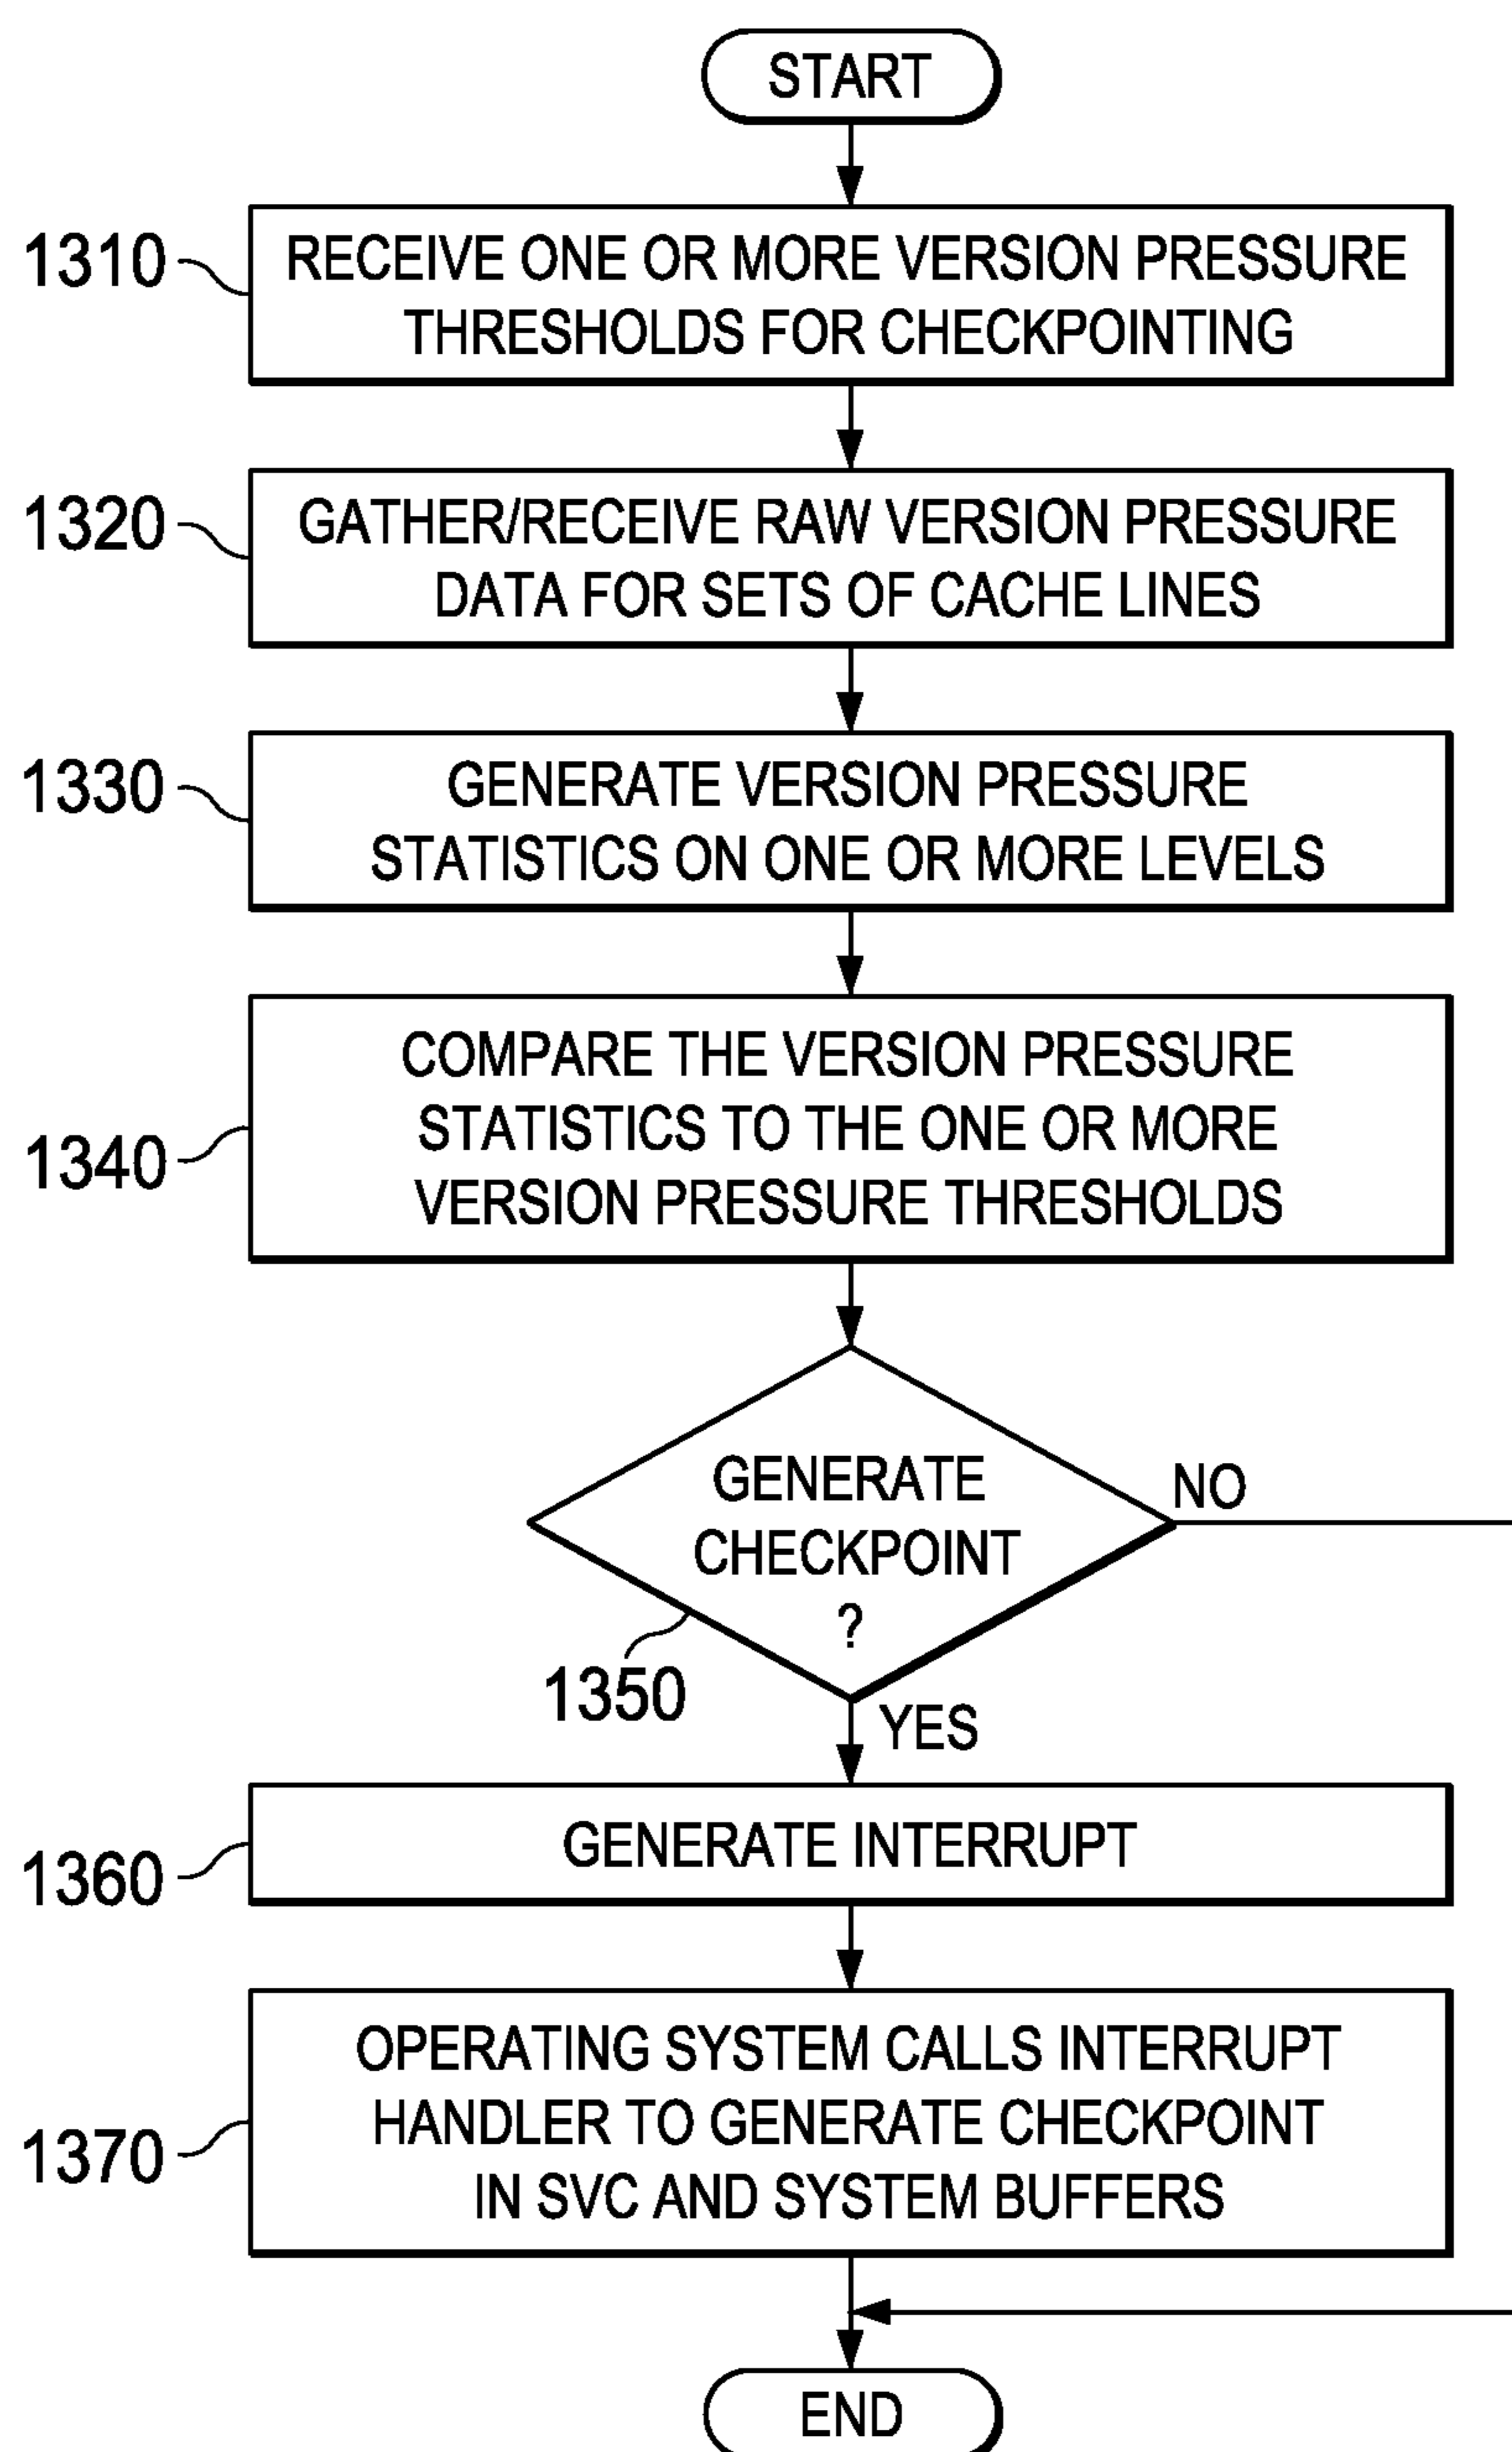 START
1310
RECEIVE ONE OR MORE VERSION PRESSURE
THRESHOLDS FOR CHECKPOINTING
1320
GATHER/RECEIVE RAW VERSION PRESSURE
DATA FOR SETS OF CACHE LINES
1330
GENERATE VERSION PRESSURE
STATISTICS ON ONE OR MORE LEVELS
1340
COMPARE THE VERSION PRESSURE
STATISTICS TO THE ONE OR MORE
VERSION PRESSURE THRESHOLDS
GENERATE
CHECKPOINT
?
NO
1350
YES
1360
GENERATE INTERRUPT
1370
OPERATING SYSTEM CALLS INTERRUPT
HANDLER TO GENERATE CHECKPOINT
IN SVC AND SYSTEM BUFFERS
END